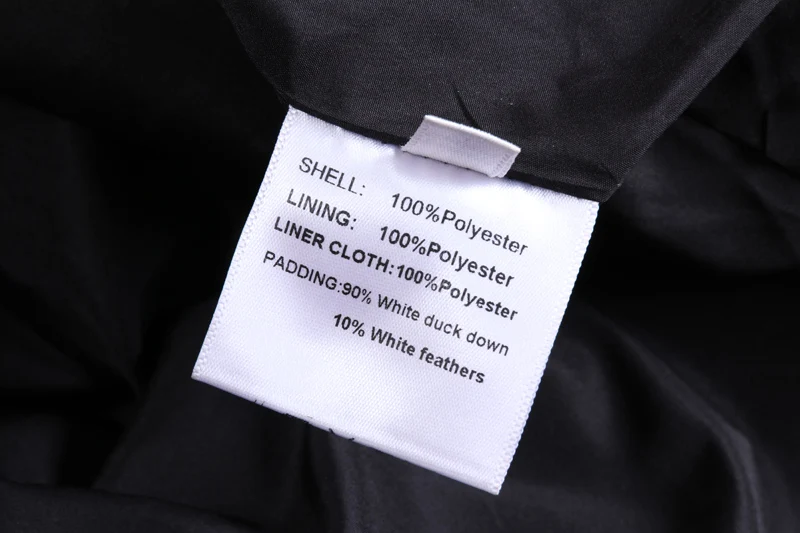 SHELL: 100%Polyester
LINING: 100%Polyester
LINER CLOTH:100%Polyester
PADDING:90% White duck down
10% White feathers